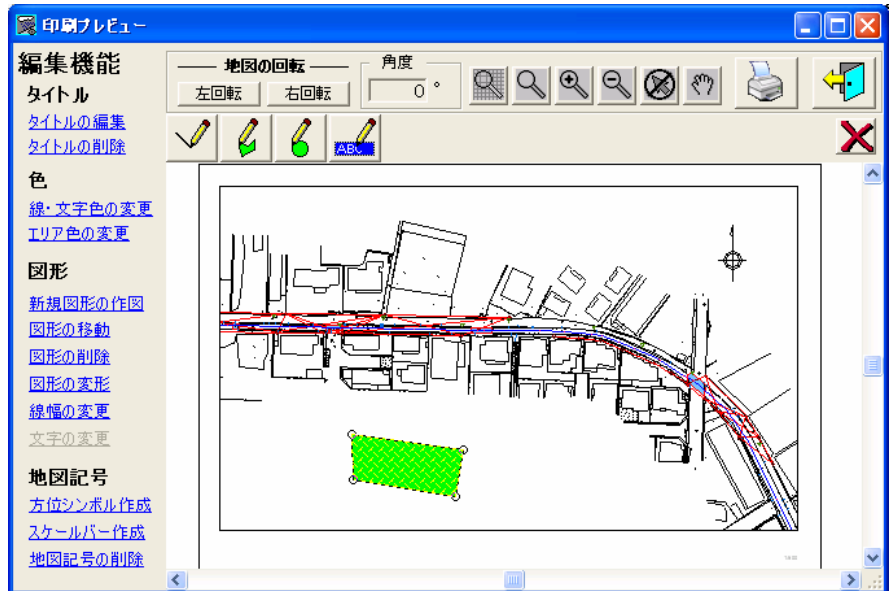 印刷プレビュー
編集機能
タイトル
タイトルの編集
タイトルの削除
色
線・文字色の変更
エリア色の変更
図形
新規図形の作図
図形の移動
図形の削除
図形の変形
線幅の変更
文字の変更
地図記号
方位シンボル作成
スケールバー作成
地図記号の削除
地図の回転
左回転
右回転
角度
0 °
ABC